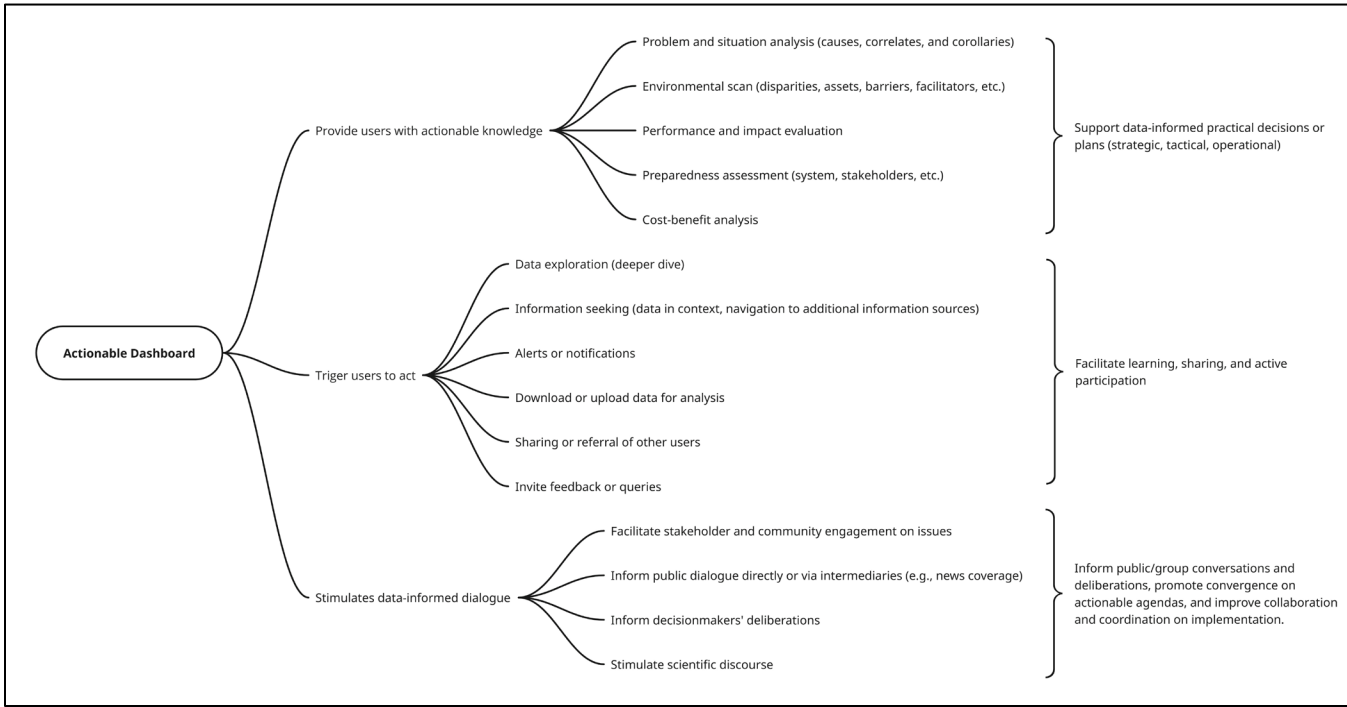 Actionable Dashboard
Provide users with actionable knowledge
Problem and situation analysis (causes, correlates, and corollaries)
Environmental scan (disparities, assets, barriers, facilitators, etc.)
Performance and impact evaluation
Preparedness assessment (system, stakeholders, etc.)
Cost-benefit analysis
Support data-informed practical decisions or
plans (strategic, tactical, operational)
Triger users to act
Data exploration (deeper dive)
Information seeking (data in context, navigation to additional information sources)
Alerts or notifications
Download or upload data for analysis
Sharing or referral of other users
Invite feedback or queries
Facilitate learning, sharing, and active
participation
Stimulates data-informed dialogue
Facilitate stakeholder and community engagement on issues
Inform public dialogue directly or via intermediaries (e.g., news coverage)
Inform decisionmakers' deliberations
Stimulate scientific discourse
Inform public/group conversations and
deliberations, promote convergence on
actionable agendas, and improve collaboration
and coordination on implementation.